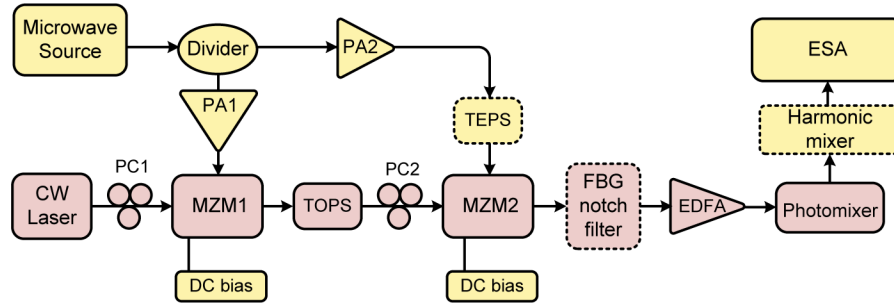 Microwave
Source
Divider
PA2
ESA
PA1
TEPS
Harmonic
mixer
PC1
PC2
CW
Laser
MZM1
TOPS
MZM2
FBG
notch
filter
EDFA
Photomixer
DC bias
DC bias